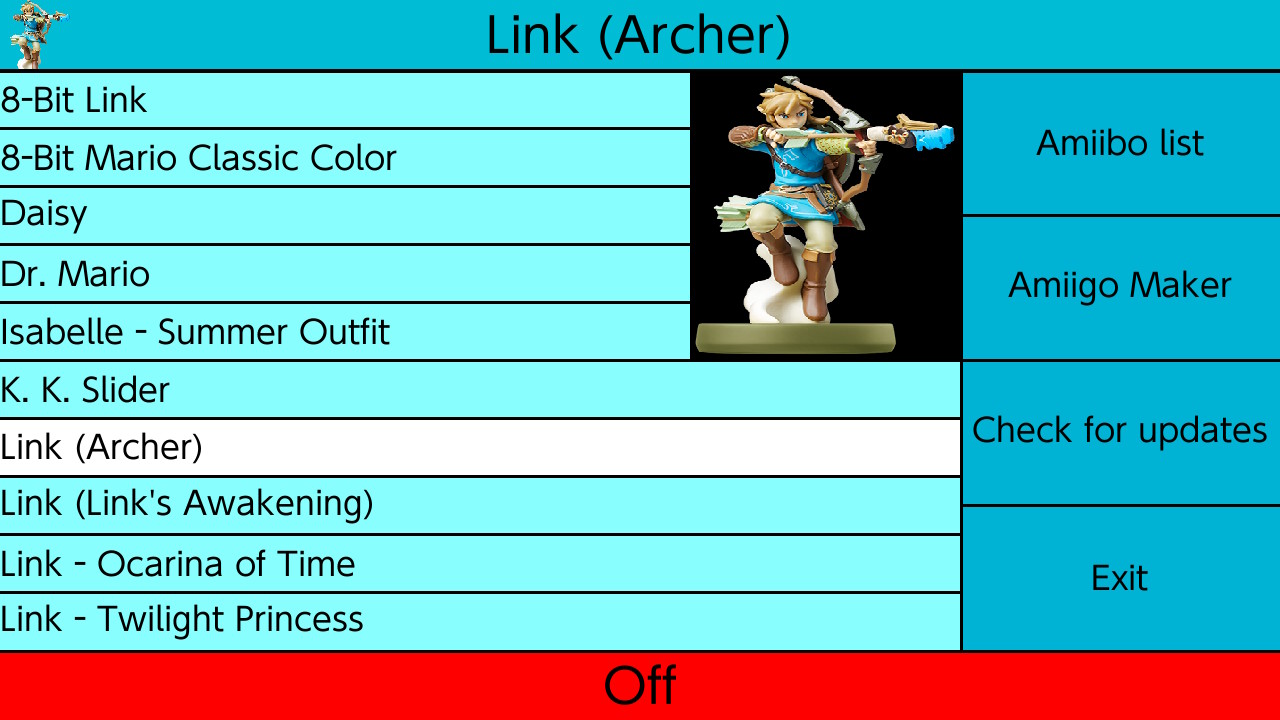 Link (Archer)
8-Bit Link
8-Bit Mario Classic Color
Daisy
Dr. Mario
Isabelle - Summer Outfit
K. K. Slider
Link (Archer)
Link (Link's Awakening)
Link - Ocarina of Time
Link - Twilight Princess
Amiibo list
Amiigo Maker
Check for updates
Exit
Off